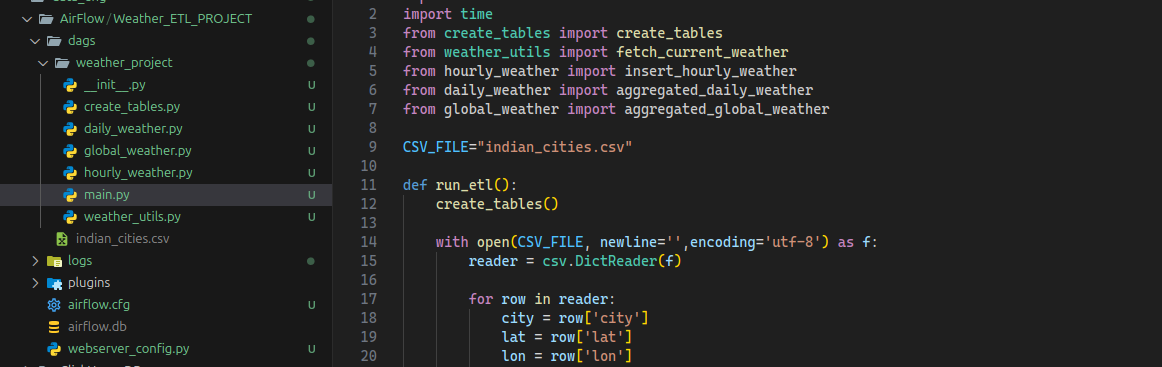 AirFlow/Weather_ETL_PROJECT
dags
weather_project
__init__.py U
create_tables.py U
daily_weather.py U
global_weather.py U
hourly_weather.py U
main.py U
weather_utils.py U
indian_cities.csv
logs
plugins
airflow.cfg U
airflow.db
webserver_config.py U
2 import time
3 from create_tables import create_tables
4 from weather_utils import fetch_current_weather
5 from hourly_weather import insert_hourly_weather
6 from daily_weather import aggregated_daily_weather
7 from global_weather import aggregated_global_weather
8
9 CSV_FILE="indian_cities.csv"
10
11 def run_etl():
12 create_tables()
13
14 with open(CSV_FILE, newline='',encoding='utf-8') as f:
15 reader = csv.DictReader(f)
16
17 for row in reader:
18 city = row['city']
19 lat = row['lat']
20 lon = row['lon']